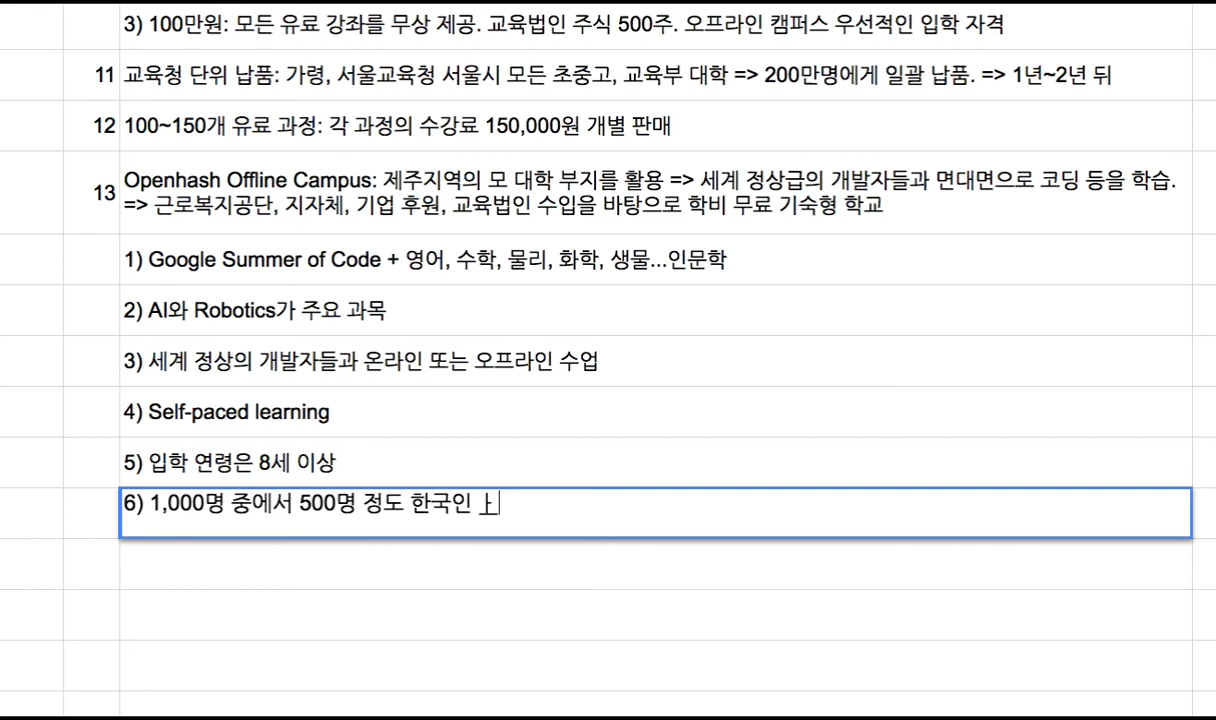 3) 100만원: 모든 유료 강좌를 무상 제공. 교육법인 주식 500주. 오프라인 캠퍼스 우선적인 입학 자격
11 교육청 단위 납품: 가령, 서울교육청 서울시 모든 초중고, 교육부 대학 => 200만명에게 일괄 납품. => 1년~2년 뒤
12 100~150개 유료 과정: 각 과정의 수강료 150,000원 개별 판매
13 Openhash Offline Campus: 제주지역의 모 대학 부지를 활용 => 세계 정상급의 개발자들과 면대면으로 코딩 등을 학습.
=> 근로복지공단, 지자체, 기업 후원, 교육법인 수입을 바탕으로 학비 무료 기숙형 학교
1) Google Summer of Code + 영어, 수학, 물리, 화학, 생물...인문학
2) AI와 Robotics가 주요 과목
3) 세계 정상의 개발자들과 온라인 또는 오프라인 수업
4) Self-paced learning
5) 입학 연령은 8세 이상
6) 1,000명 중에서 500명 정도 한국인 ㅏ